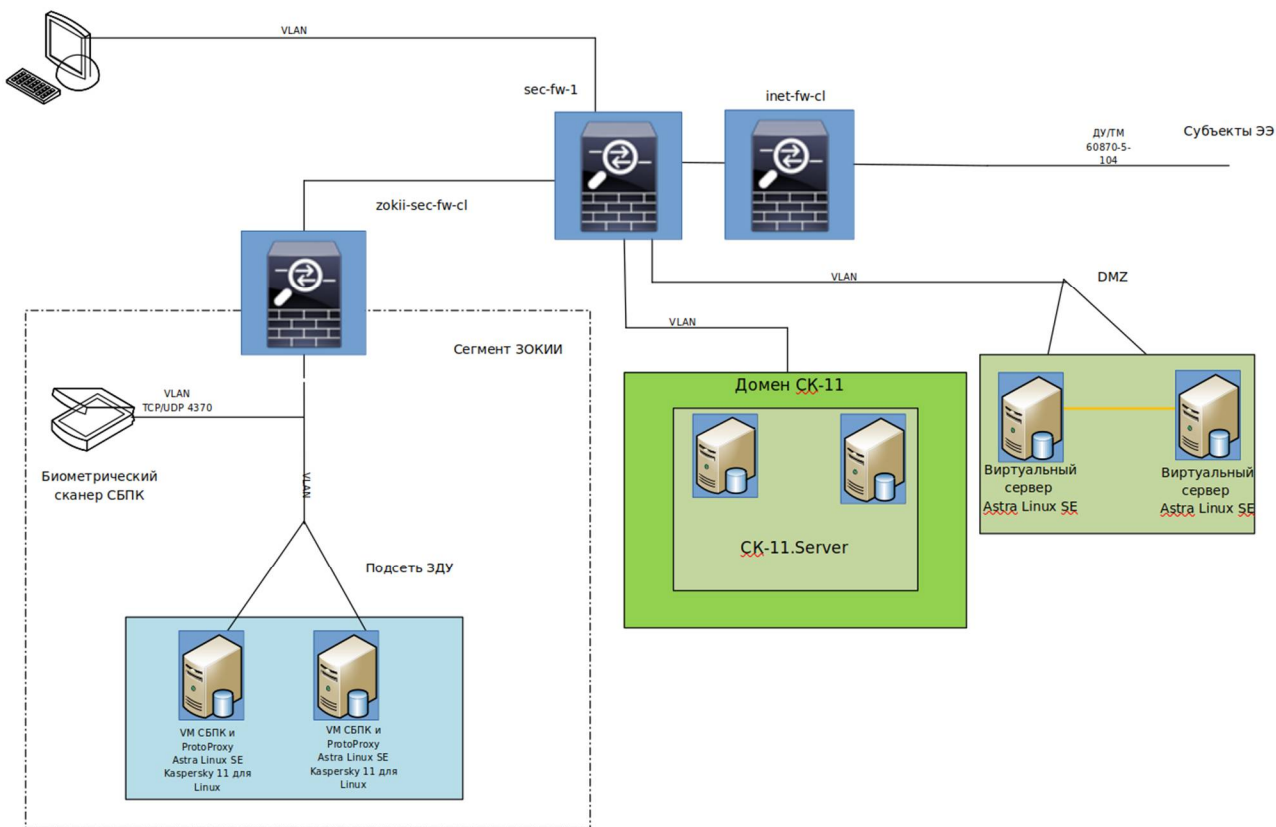 VLAN
sec-fw-1
inet-fw-cl
ДУ/ТМ
60870-5-
104
Субъекты ЭЭ
zokii-sec-fw-cl
VLAN
DMZ
VLAN
Сегмент ЗОКИИ
VLAN
TCP/UDP 4370
Биометрический
сканер СБПК
VLAN
Подсеть ЗДУ
VM СБПК и
ProtoProxy
Astra Linux SE
Kaspersky 11 для
Linux
VM СБПК и
ProtoProxy
Astra Linux SE
Kaspersky 11 для
Linux
Домен СК-11
СК-11.Server
Виртуальный
сервер
Astra Linux SE
Виртуальный
сервер
Astra Linux SE